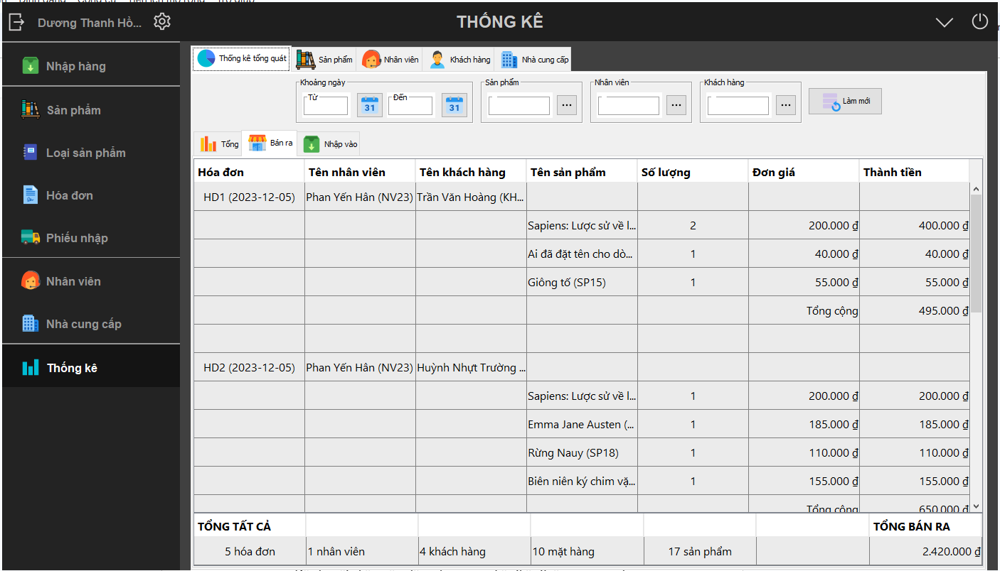 Dương Thanh Hồ...
THỐNG KÊ
Nhập hàng
Sản phẩm
Loại sản phẩm
Hóa đơn
Phiếu nhập
Nhân viên
Nhà cung cấp
Thống kê
Thống kê tổng quát Sản phẩm Nhân viên Khách hàng Nhà cung cấp
Khoảng ngày Sản phẩm Nhân viên Khách hàng
Từ 31 Đến 31 ... ... ... Làm mới
Tổng Bán ra Nhập vào
Hóa đơn Tên nhân viên Tên khách hàng Tên sản phẩm Số lượng Đơn giá Thành tiền
HD1 (2023-12-05) Phan Yến Hân (NV23) Trần Văn Hoàng (KH...
Sapiens: Lược sử về l... 2 200.000 ₫ 400.000 ₫
Ai đã đặt tên cho dò... 1 40.000 ₫ 40.000 ₫
Giông tố (SP15) 1 55.000 ₫ 55.000 ₫
Tổng cộng 495.000 ₫
HD2 (2023-12-05) Phan Yến Hân (NV23) Huỳnh Nhựt Trường ...
Sapiens: Lược sử về l... 1 200.000 ₫ 200.000 ₫
Emma Jane Austen (... 1 185.000 ₫ 185.000 ₫
Rừng Nauy (SP18) 1 110.000 ₫ 110.000 ₫
Biên niên ký chim vặ... 1 155.000 ₫ 155.000 ₫
Tổng cộng 650.000 ₫
TỔNG TẤT CẢ TỔNG BÁN RA
5 hóa đơn 1 nhân viên 4 khách hàng 10 mặt hàng 17 sản phẩm 2.420.000 ₫